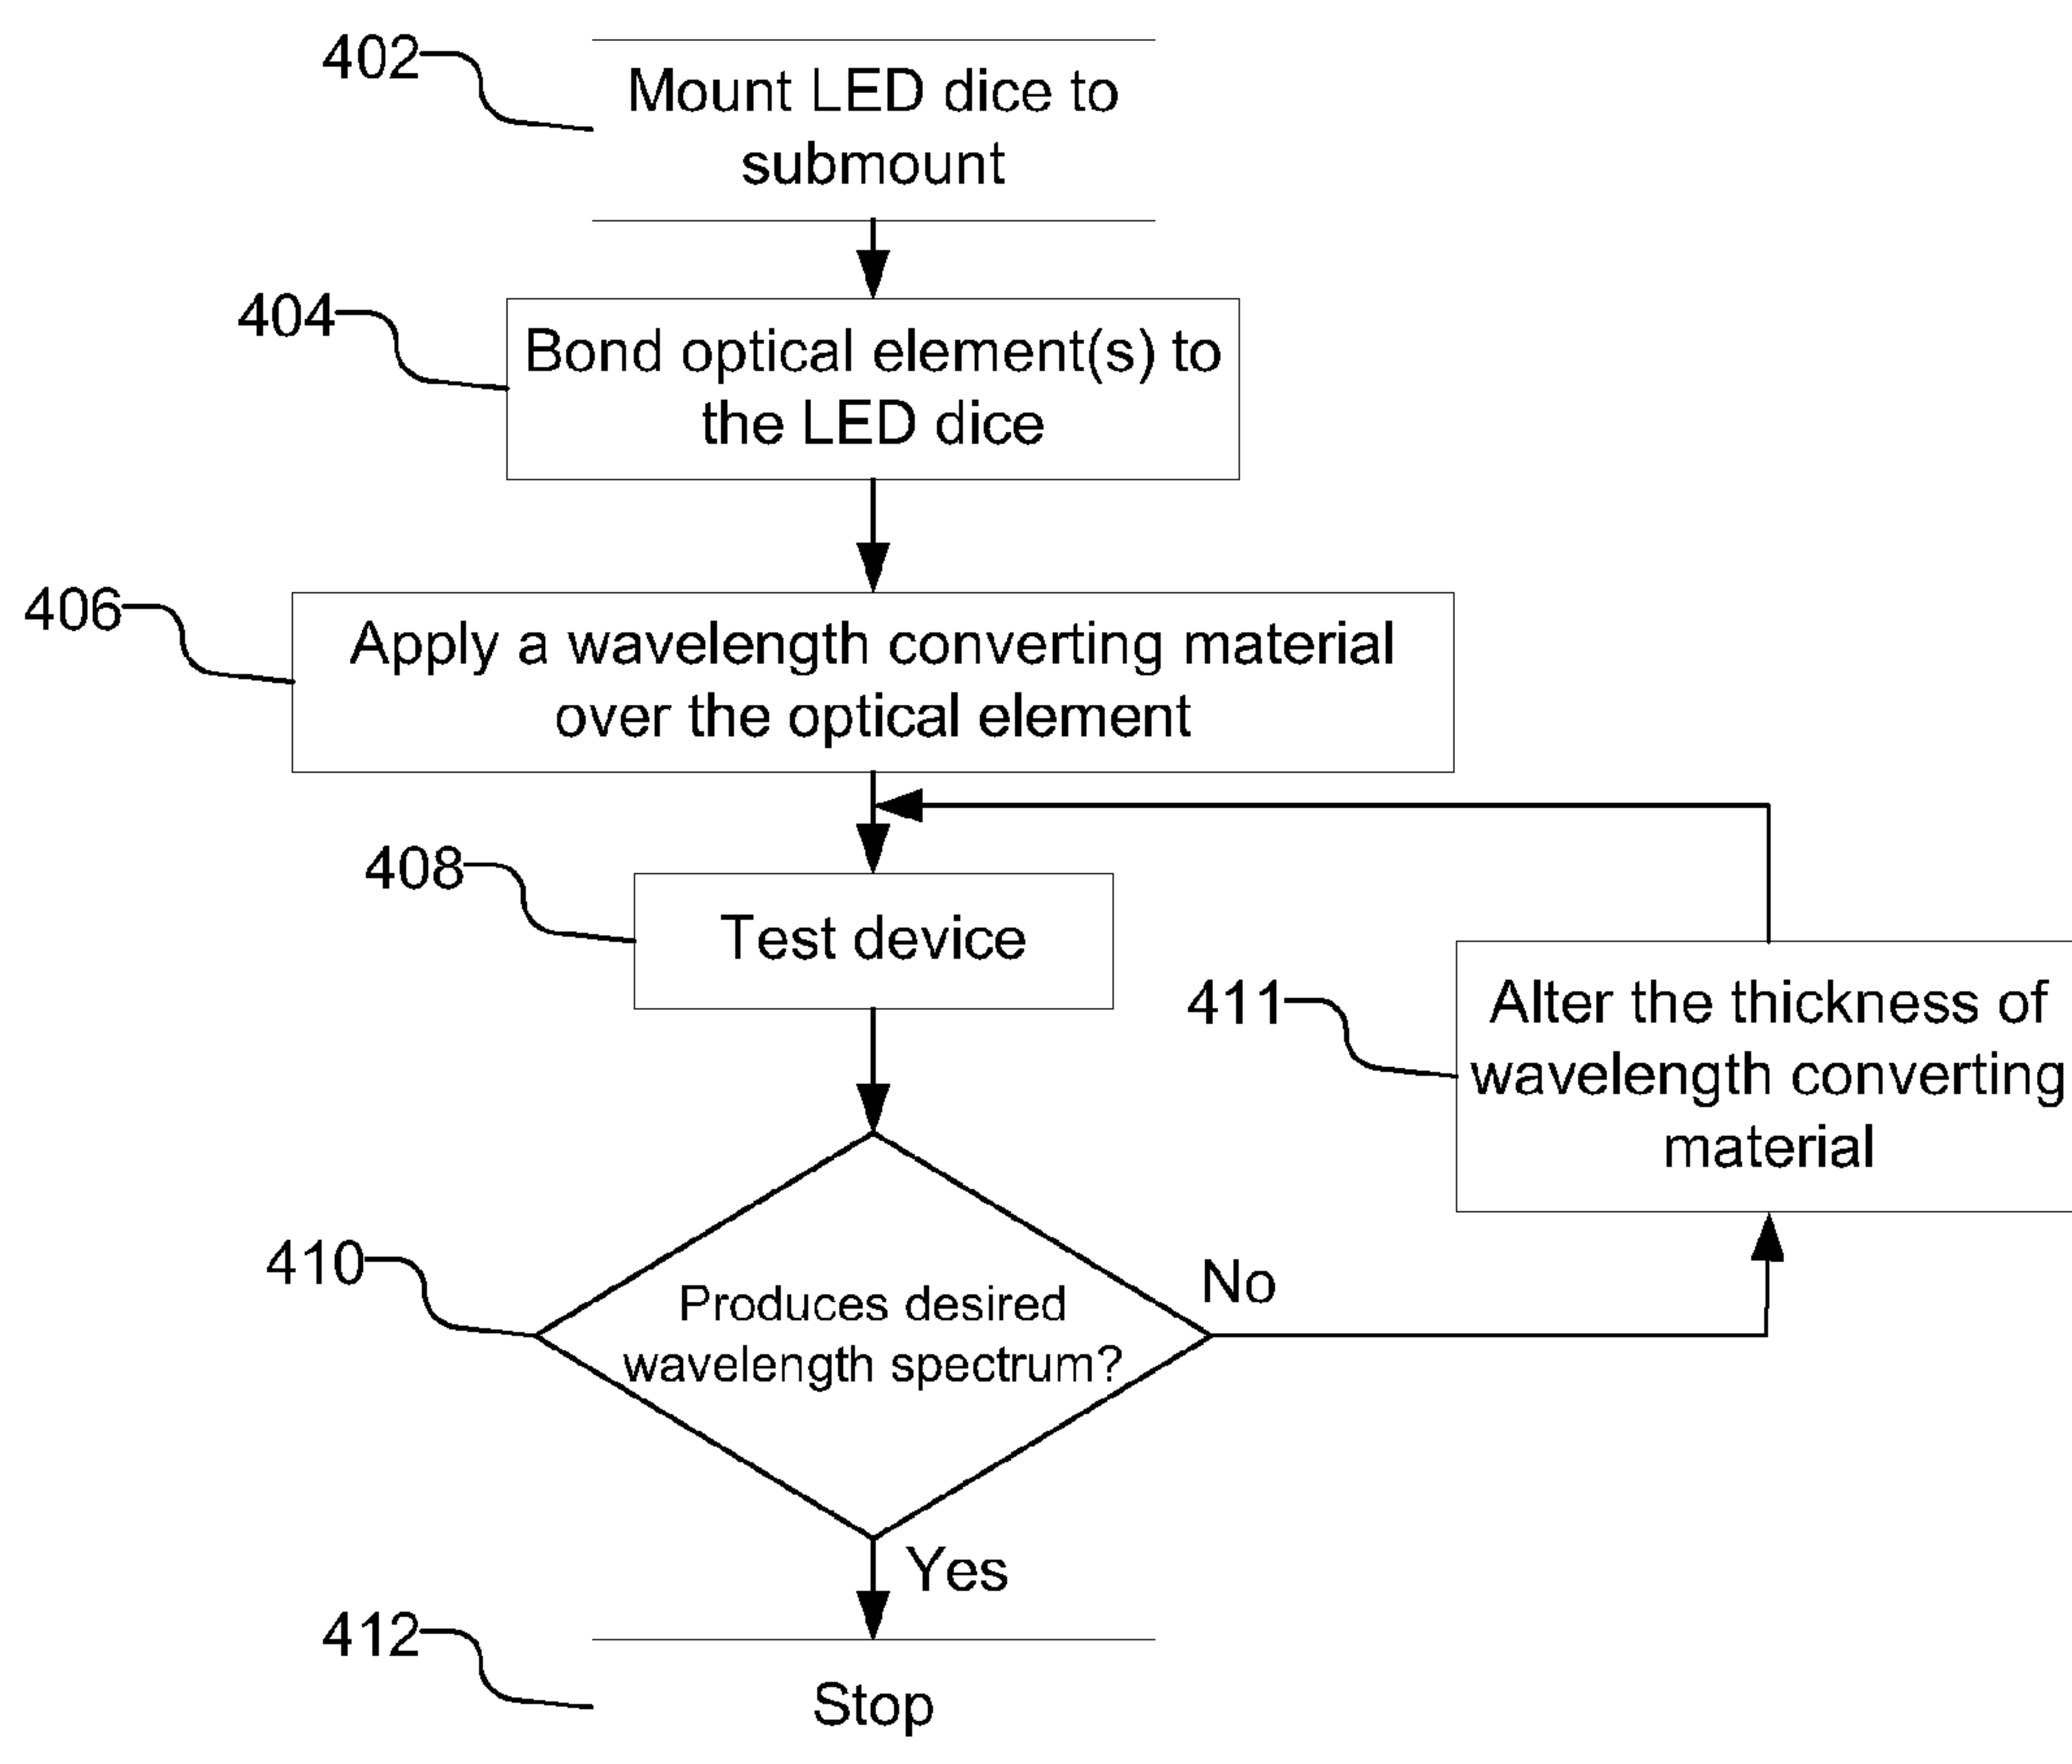 402
Mount LED dice to
submount
404
Bond optical element(s) to
the LED dice
406
Apply a wavelength converting material
over the optical element
408
Test device
411
Alter the thickness of
wavelength converting
material
410
Produces desired
wavelength spectrum?
No
Yes
412
Stop